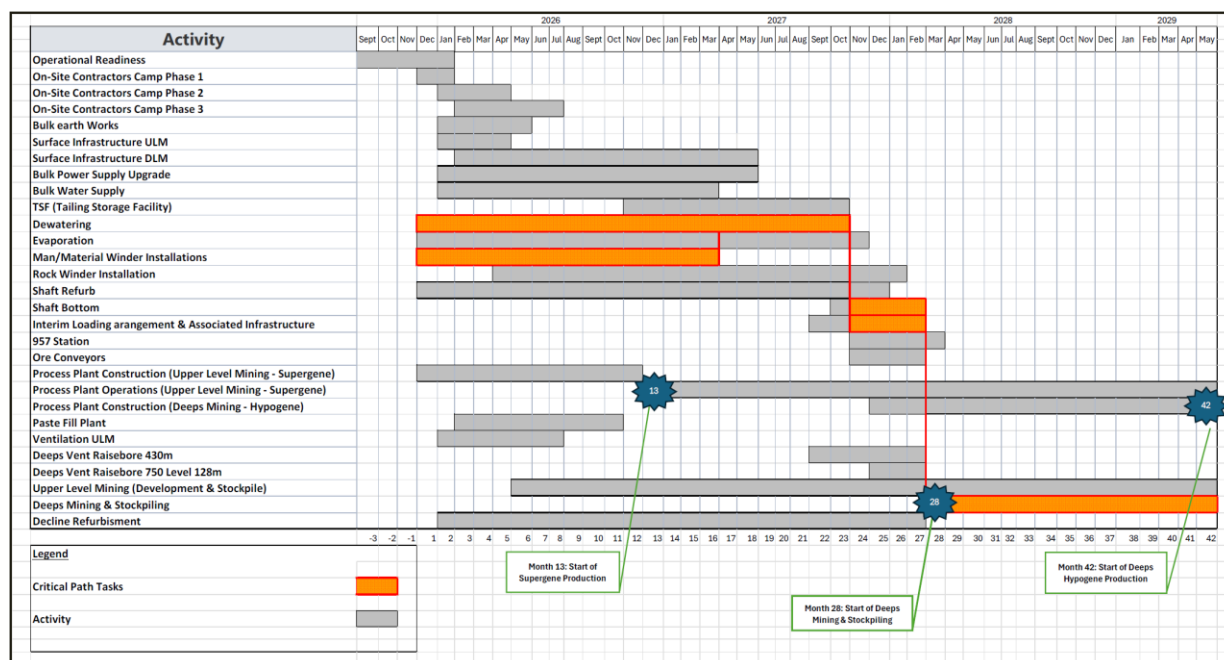 2026 2027 2028 2029
Activity Sept Oct Nov Dec Jan Feb Mar Apr May Jun Jul Aug Sep Oct Nov Dec Jan Feb Mar Apr May Jun Jul Aug Sept Oct Nov Dec Jan Feb Mar Apr May Jun Jul Aug Sept Oct Nov Dec Jan Feb Mar Apr May
Operational Readiness
On-Site Contractors Camp Phase 1
On-Site Contractors Camp Phase 2
On-Site Contractors Camp Phase 3
Bulk earth Works
Surface Infrastructure ULM
Surface Infrastructure DLM
Bulk Power Supply Upgrade
Bulk Water Supply
TSF (Tailing Storage Facility)
Dewatering
Evaporation
Man/Material Winder Installations
Rock Winder Installation
Shaft Refurb
Shaft Bottom
Interim Loading arangement & Associated Infrastructure
957 Station
Ore Conveyors
Process Plant Construction (Upper Level Mining - Supergene)
Process Plant Operations (Upper Level Mining - Supergene) 13
Process Plant Construction (Deeps Mining - Hypogene) 42
Paste Fill Plant
Ventilation ULM
Deeps Vent Raisebore 430m
Deeps Vent Raisebore 750 Level 128m
Upper Level Mining (Development & Stockpile)
Deeps Mining & Stockpiling 28
Decline Refurbisment
-3 -2 -1 1 2 3 4 5 6 7 8 9 10 11 12 13 14 15 16 17 18 19 20 21 22 23 24 25 26 27 28 29 30 31 32 33 34 35 36 37 38 39 40 41 42
Legend
Critical Path Tasks
Activity
Month 13: Start of
Supergene Production
Month 28: Start of Deeps
Mining & Stockpiling
Month 42: Start of Deeps
Hypogene Production